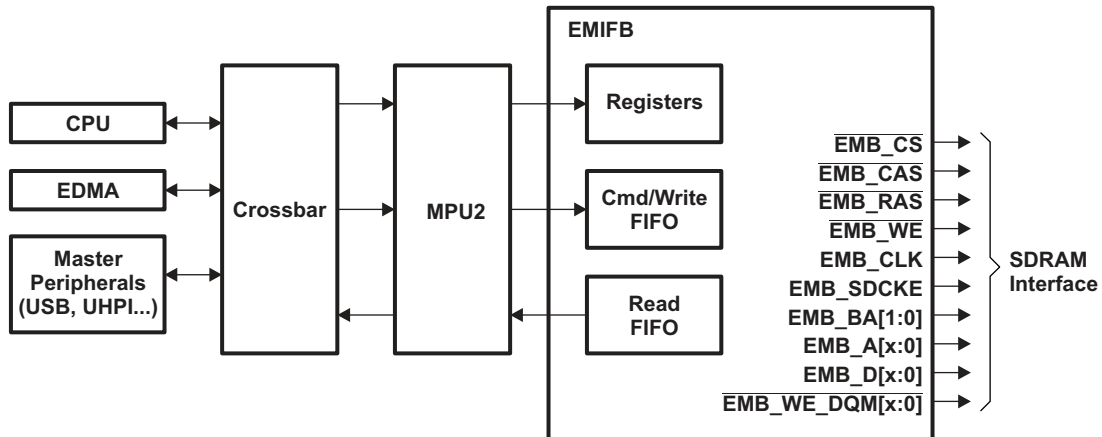 EMIFB
CPU
EDMA
Master
Peripherals
(USB, UHPI...)
Crossbar
MPU2
Registers
Cmd/Write
FIFO
Read
FIFO
EMB_CS
EMB_CAS
EMB_RAS
EMB_WE
EMB_CLK
EMB_SDCKE
EMB_BA[1:0]
EMB_A[x:0]
EMB_D[x:0]
EMB_WE_DQM[x:0]
SDRAM
Interface